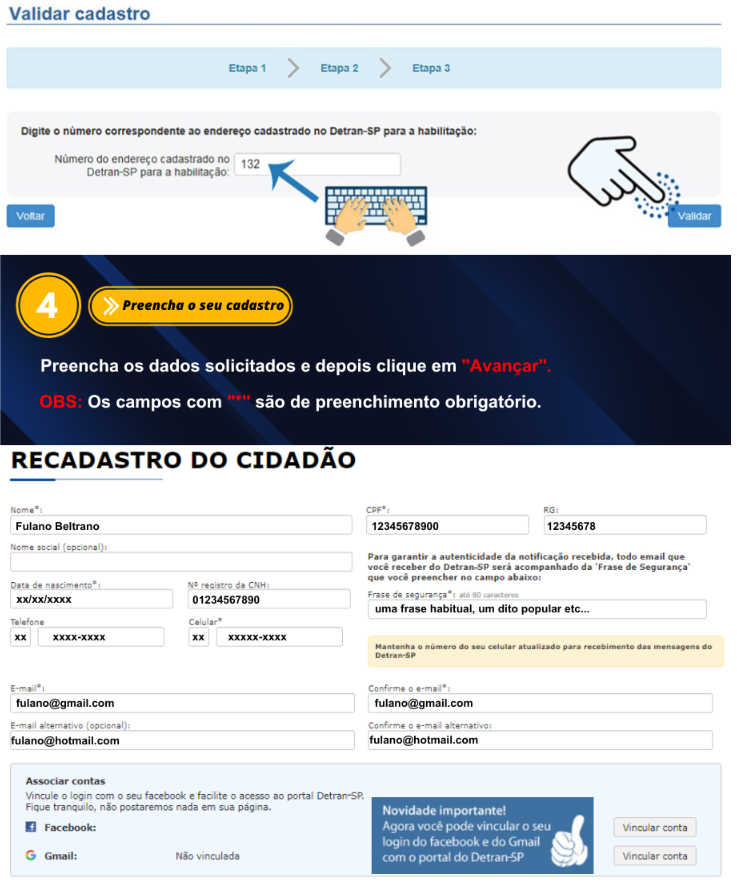 Validar cadastro
Etapa 1
Etapa 2
Etapa 3
Digite o número correspondente ao endereço cadastrado no Detran-SP para a habilitação:
Número do endereço cadastrado no
Detran-SP para a habilitação:
132
Voltar
Validar
4
Preencha o seu cadastro
Preencha os dados solicitados e depois clique em "Avançar".
OBS: Os campos com "*" são de preenchimento obrigatório.
RECADASTRO DO CIDADÃO
Nome*:
Fulano Beltrano
CPF*:
12345678900
RG:
12345678
Nome social (opcional):
Para garantir a autenticidade da notificação recebida, todo email que
você receber do Detran-SP será acompanhado da 'Frase de Segurança'
que você preencher no campo abaixo:
Data de nascimento*:
xx/xx/xxxx
Nº registro da CNH:
01234567890
Frase de segurança*: até 80 caracteres
uma frase habitual, um dito popular etc...
Telefone
xx xxxx-xxxx
Celular*
xx xxxxx-xxxx
Mantenha o número do seu celular atualizado para recebimento das mensagens do
Detran-SP
E-mail*:
fulano@gmail.com
Confirme o e-mail*:
fulano@gmail.com
E-mail alternativo (opcional):
fulano@hotmail.com
Confirme o e-mail alternativo:
fulano@hotmail.com
Associar contas
Vincule o login com o seu facebook e facilite o acesso ao portal Detran-SP.
Fique tranquilo, não postaremos nada em sua página.
Facebook:
Gmail:
Não vinculada
Novidade importante!
Agora você pode vincular o seu
login do facebook e do Gmail
com o portal do Detran-SP
Vincular conta
Vincular conta